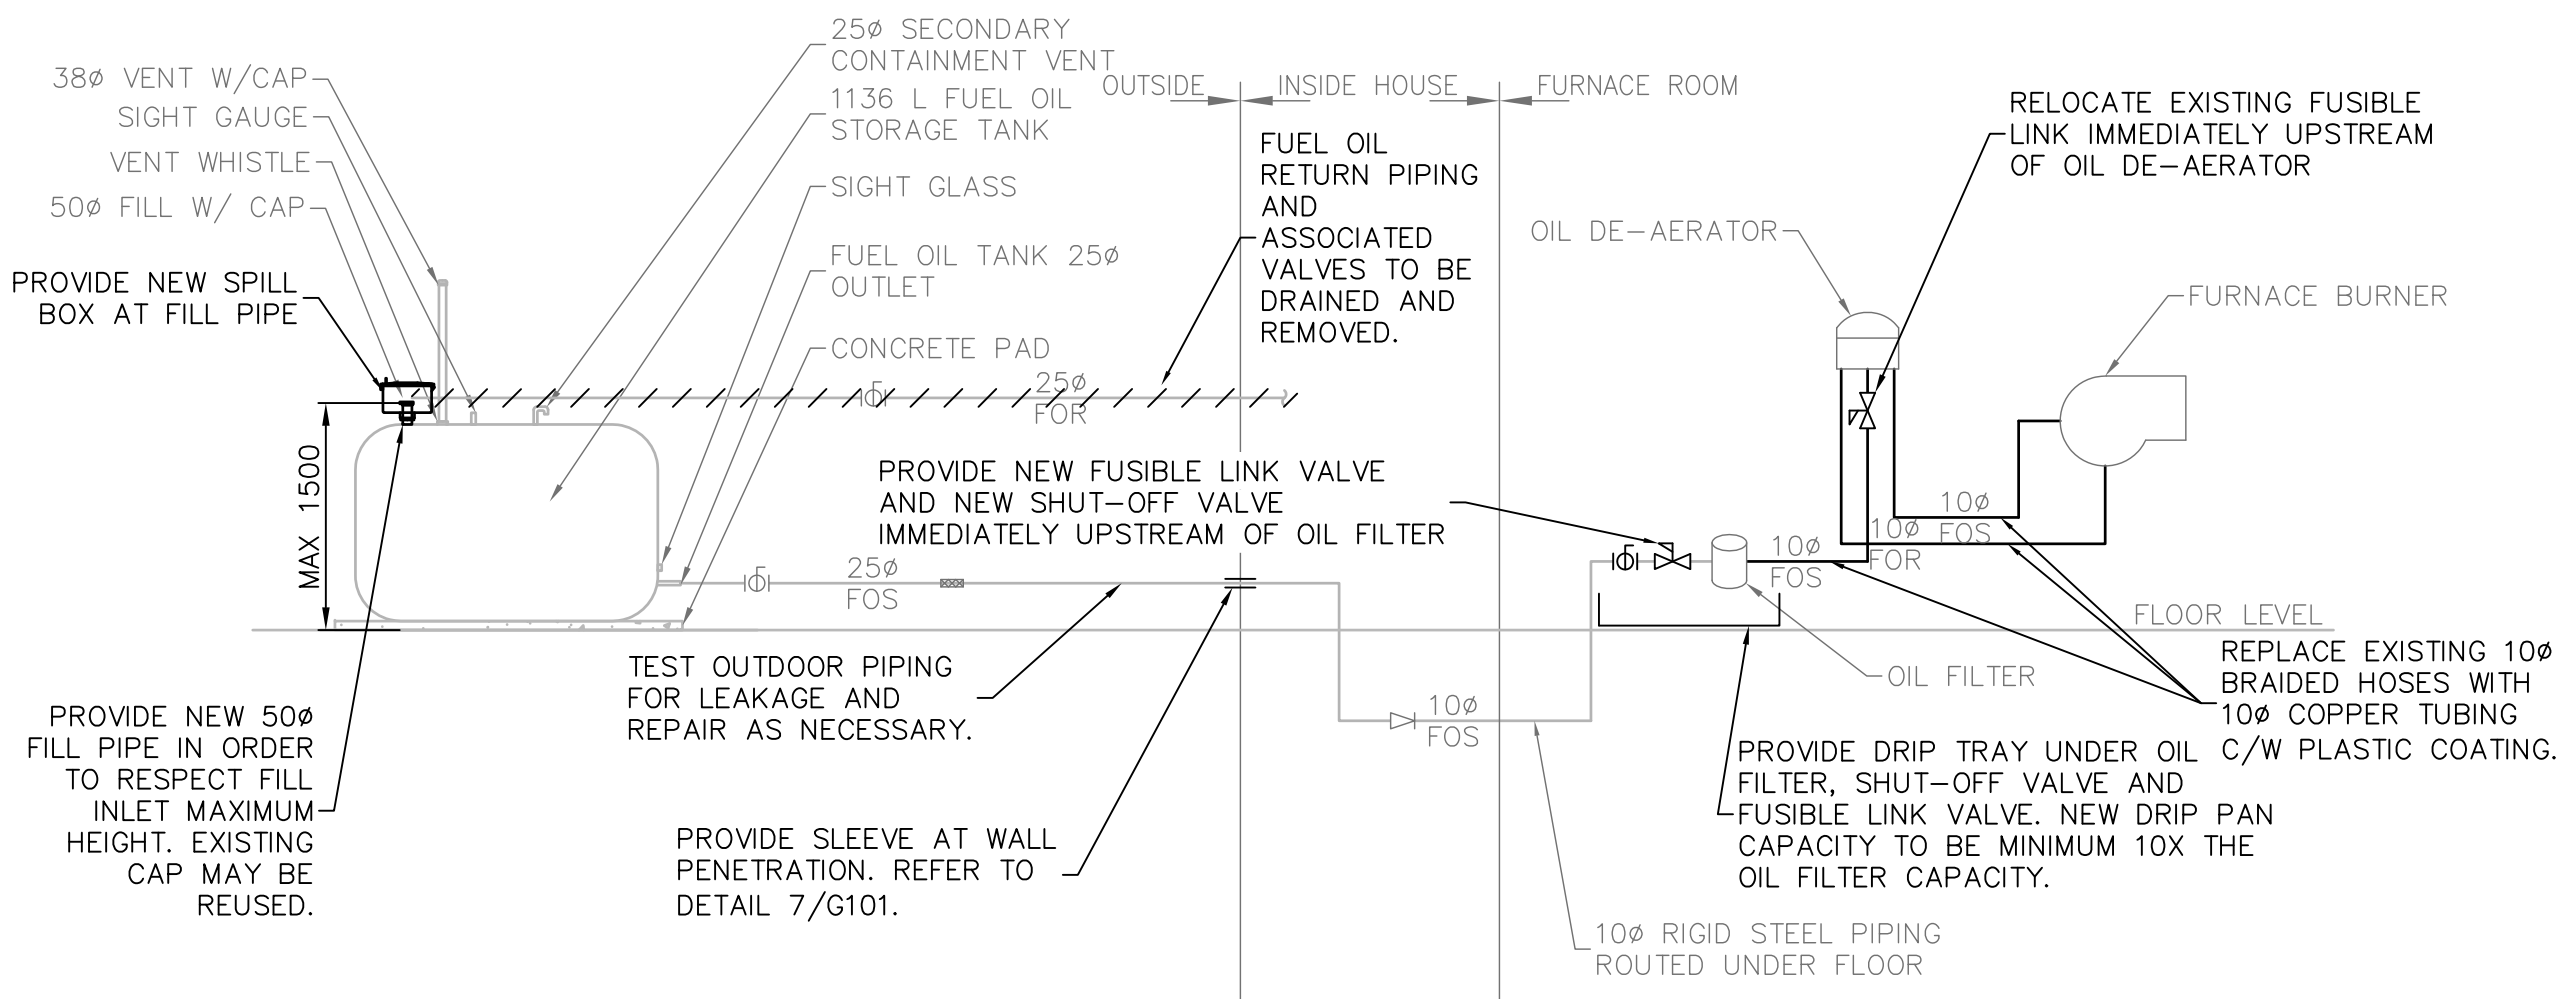 38ø VENT W/CAP
SIGHT GAUGE
VENT WHISTLE
50ø FILL W/ CAP
PROVIDE NEW SPILL
BOX AT FILL PIPE
MAX 1500
PROVIDE NEW 50ø
FILL PIPE IN ORDER
TO RESPECT FILL
INLET MAXIMUM
HEIGHT. EXISTING
CAP MAY BE
REUSED.
25ø SECONDARY
CONTAINMENT VENT
1136 L FUEL OIL
STORAGE TANK
SIGHT GLASS
FUEL OIL TANK 25ø
OUTLET
CONCRETE PAD
OUTSIDE
INSIDE HOUSE
FURNACE ROOM
FUEL OIL
RETURN PIPING
AND
ASSOCIATED
VALVES TO BE
DRAINED AND
REMOVED.
25ø
FOR
PROVIDE NEW FUSIBLE LINK VALVE
AND NEW SHUT-OFF VALVE
IMMEDIATELY UPSTREAM OF OIL FILTER
25ø
FOS
TEST OUTDOOR PIPING
FOR LEAKAGE AND
REPAIR AS NECESSARY.
PROVIDE SLEEVE AT WALL
PENETRATION. REFER TO
DETAIL 7/G101.
10ø
FOS
10ø RIGID STEEL PIPING
ROUTED UNDER FLOOR
RELOCATE EXISTING FUSIBLE
LINK IMMEDIATELY UPSTREAM
OF OIL DE-AERATOR
OIL DE-AERATOR
FURNACE BURNER
10ø
FOS
10ø
FOR
10ø
FOS
FLOOR LEVEL
OIL FILTER
REPLACE EXISTING 10ø
BRAIDED HOSES WITH
10ø COPPER TUBING
C/W PLASTIC COATING.
PROVIDE DRIP TRAY UNDER OIL
FILTER, SHUT-OFF VALVE AND
FUSIBLE LINK VALVE. NEW DRIP PAN
CAPACITY TO BE MINIMUM 10X THE
OIL FILTER CAPACITY.